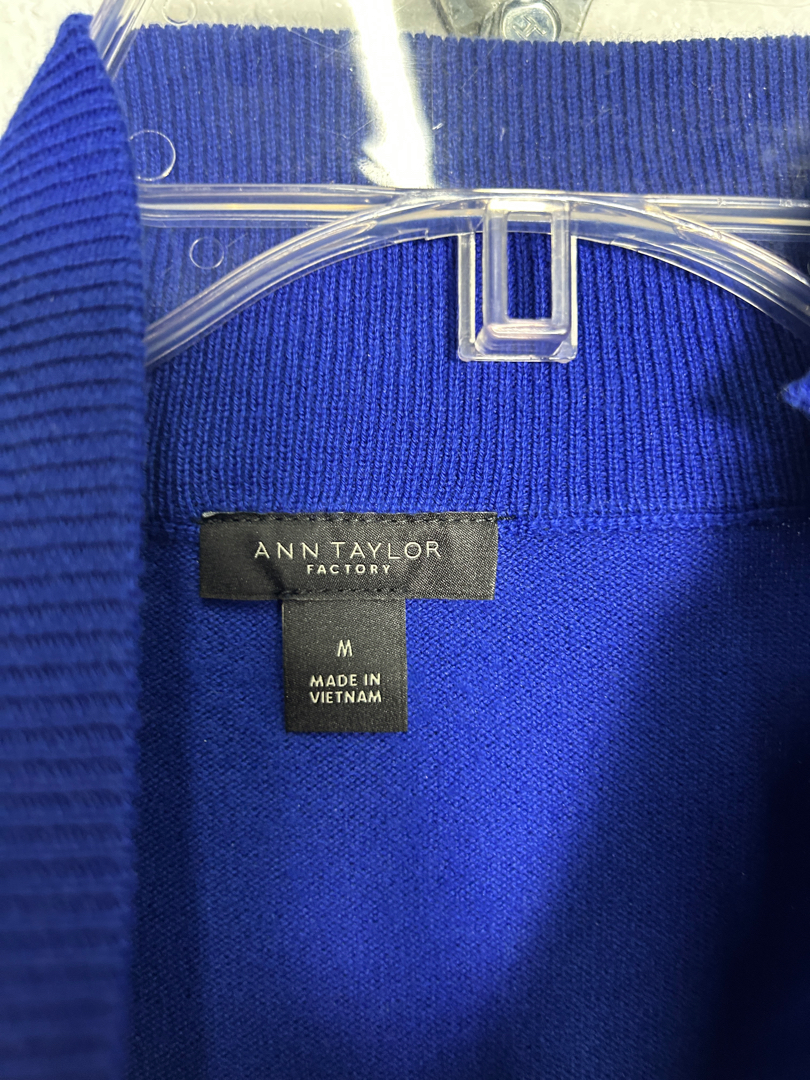 ANN TAYLOR
FACTORY
M
MADE IN
VIETNAM